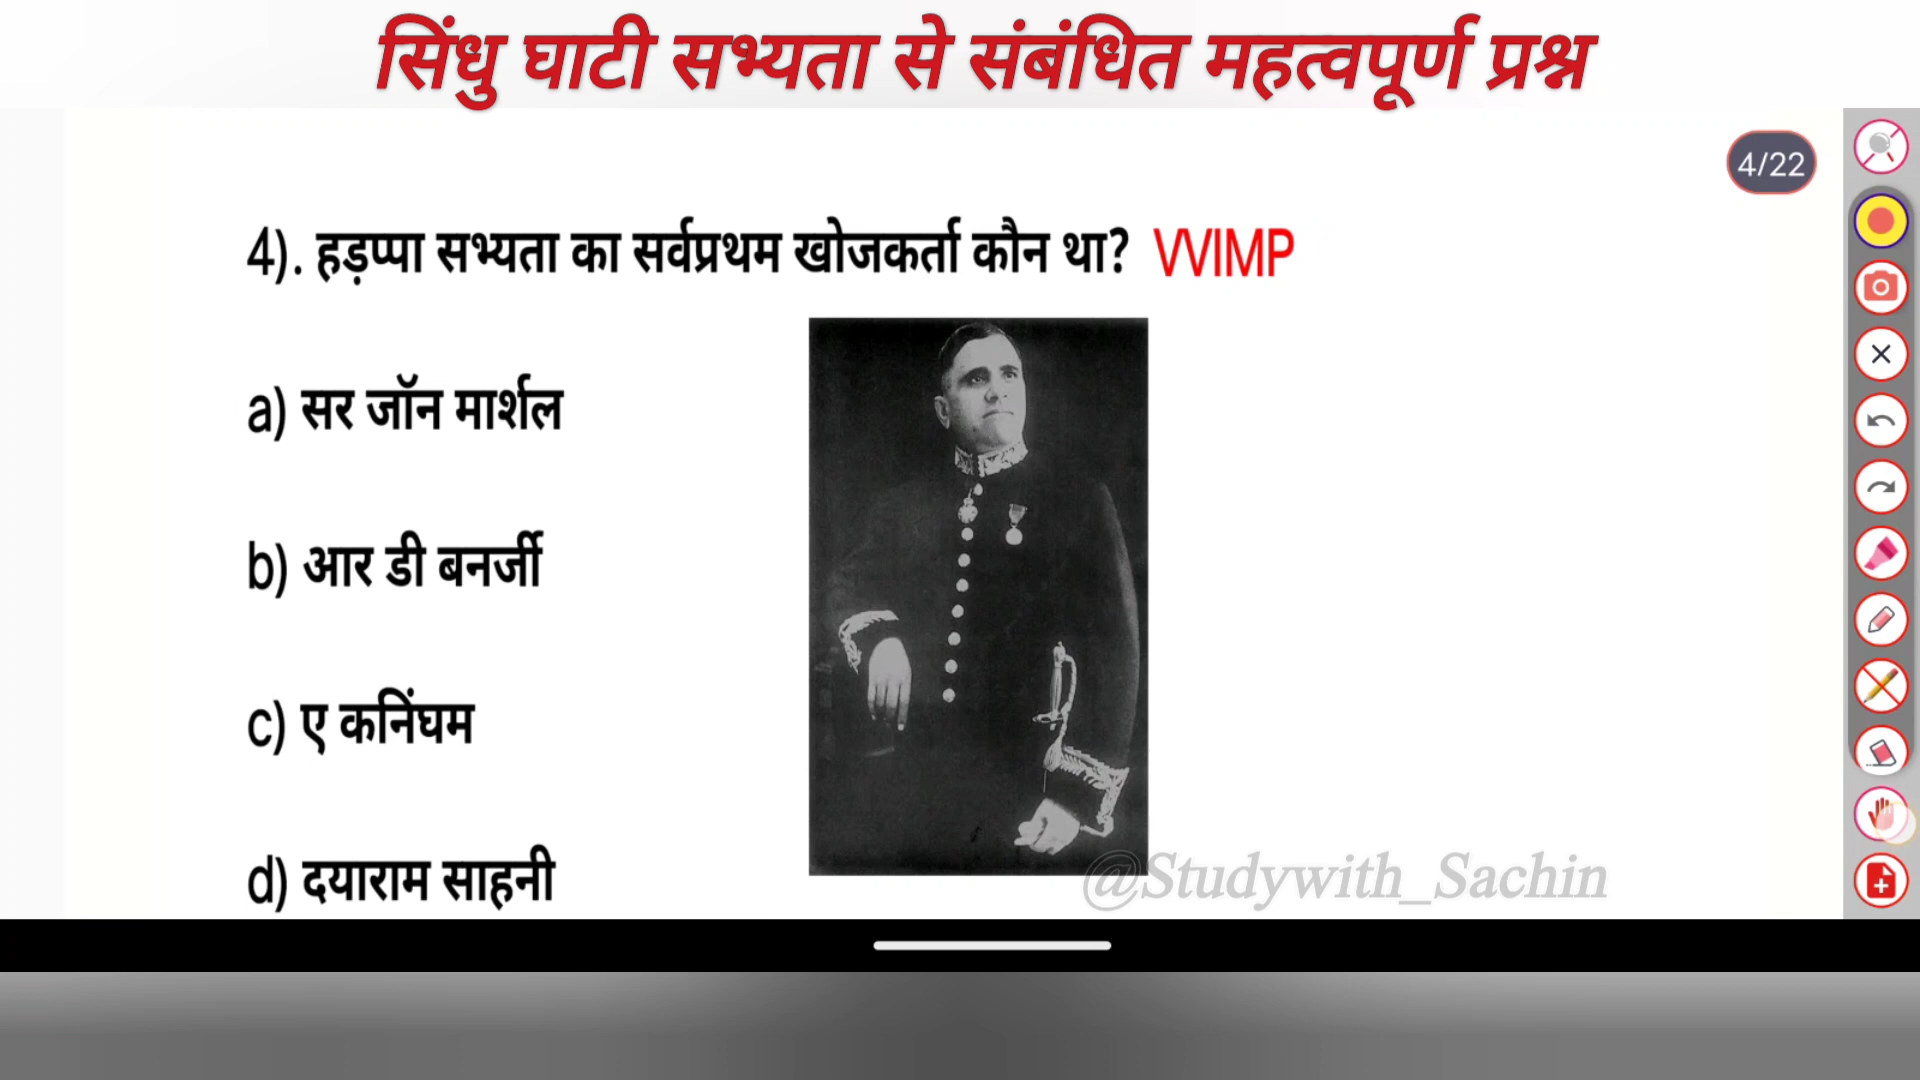 सिंधु घाटी सभ्यता से संबंधित महत्वपूर्ण प्रश्न
4/22
4). हड़प्पा सभ्यता का सर्वप्रथम खोजकर्ता कौन था? VVIMP
a) सर जॉन मार्शल
b) आर डी बनर्जी
c) ए कनिंघम
d) दयाराम साहनी
@Studywith_Sachin